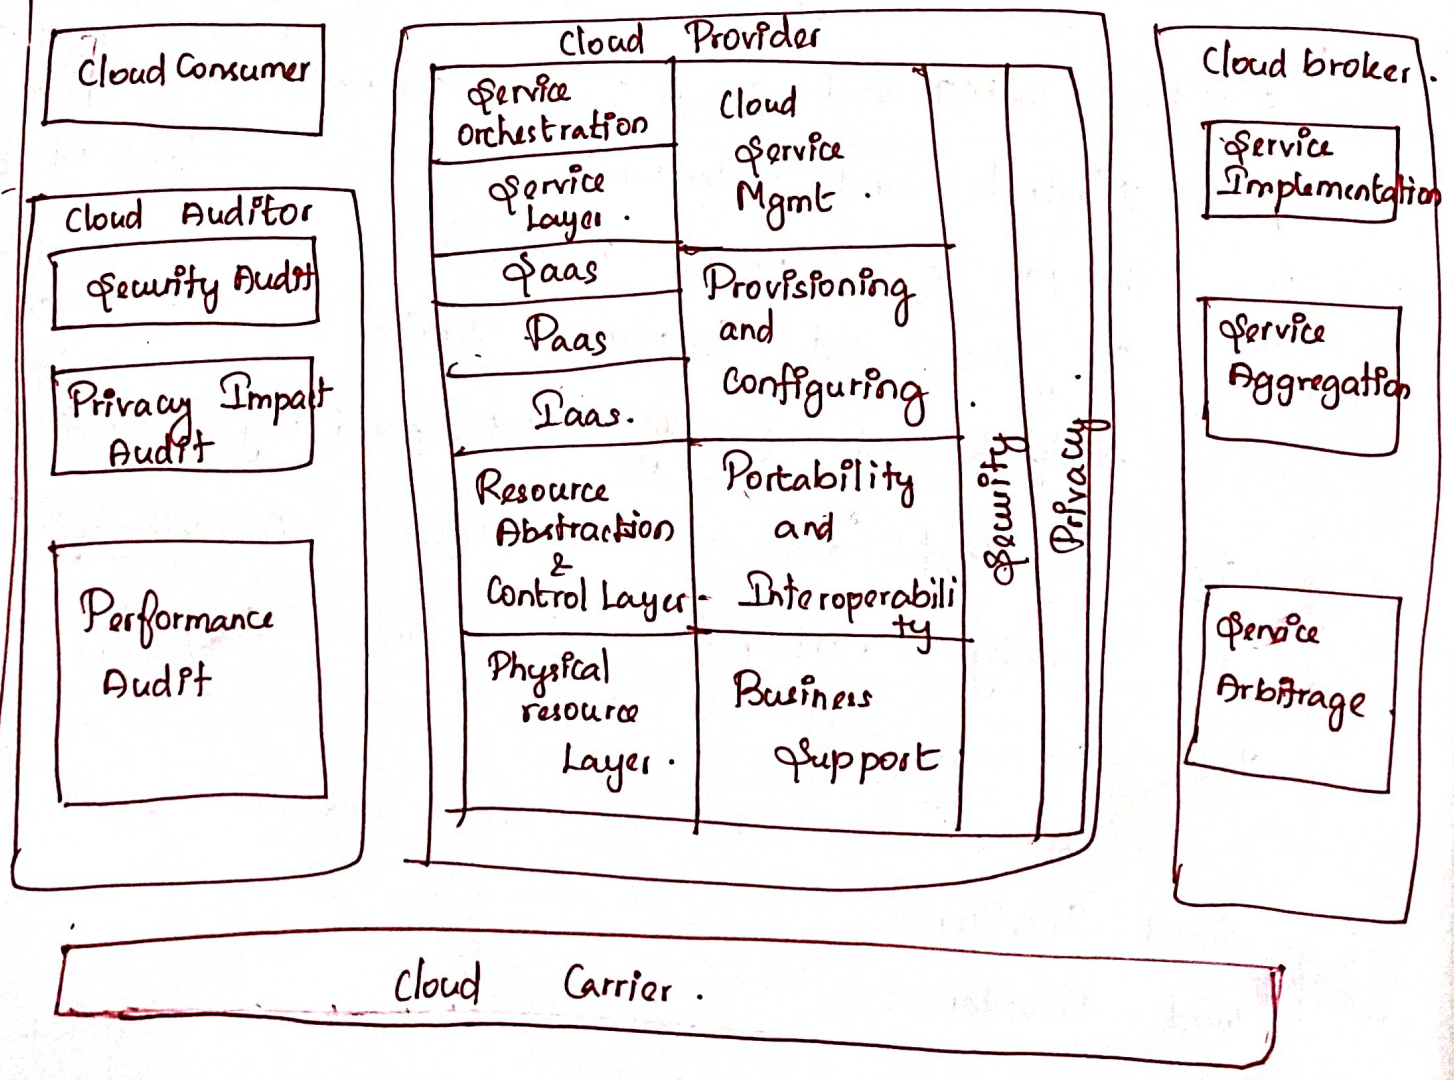 Cloud Consumer
Cloud Auditor
Security Audit
Privacy Impact
Audit
Performance
Audit
Cloud Provider
Service
Orchestration
Service
Layer.
Saas
Paas
Iaas.
Resource
Abstraction
&
Control Layer
Physical
resource
Layer.
Cloud
Service
Mgmt.
Provisioning
and
Configuring
Portability
and
Interoperabili
ty
Business
Support
Security
Privacy
Cloud broker.
Service
Implementation
Service
Aggregation
Service
Arbitrage
Cloud Carrier.